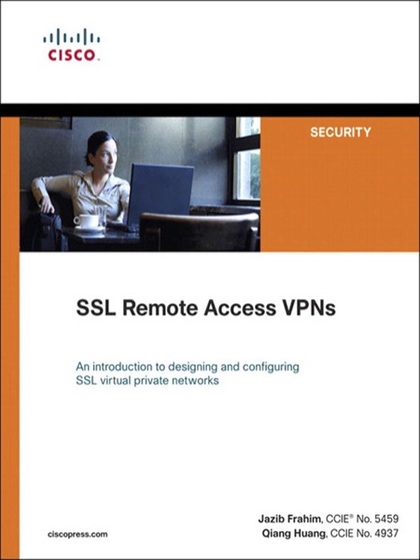 CISCO
SECURITY
SSL Remote Access VPNs
An introduction to designing and configuring
SSL virtual private networks
Jazib Frahim, CCIE® No. 5459
ciscopress.com
Qiang Huang, CCIE No. 4937